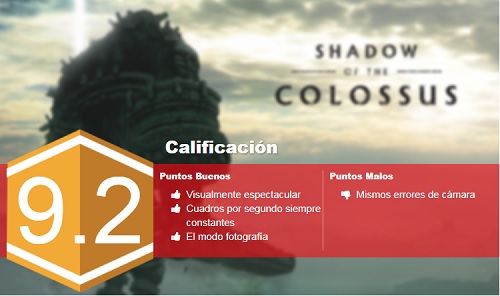 SHADOW
OF THE
COLOSSUS
Calificación
9.2
Puntos Buenos
Visualmente espectacular
Cuadros por segundo siempre
constantes
El modo fotografía
Puntos Malos
Mismos errores de cámara